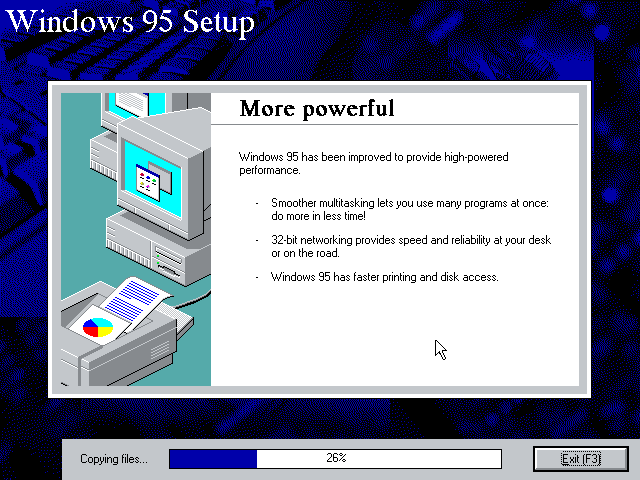 Windows 95 Setup
More powerful
Windows 95 has been improved to provide high-powered
performance.
- Smoother multitasking lets you use many programs at once:
do more in less time!
- 32-bit networking provides speed and reliability at your desk
or on the road.
- Windows 95 has faster printing and disk access.
Copying files...
26%
Exit (F3)